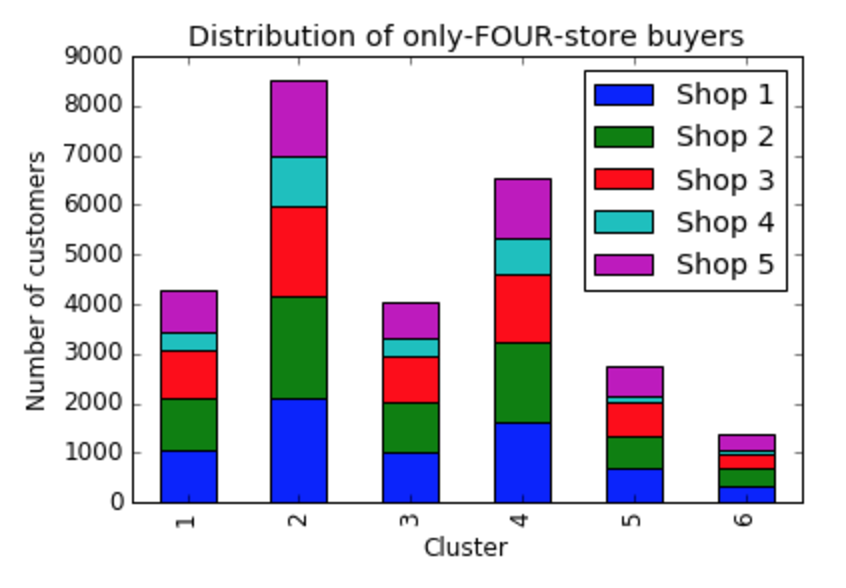 Distribution of only-FOUR-store buyers
9000
8000
7000
6000
5000
4000
3000
2000
1000
0
Number of customers
Shop 1
Shop 2
Shop 3
Shop 4
Shop 5
1 2 3 4 5 6
Cluster